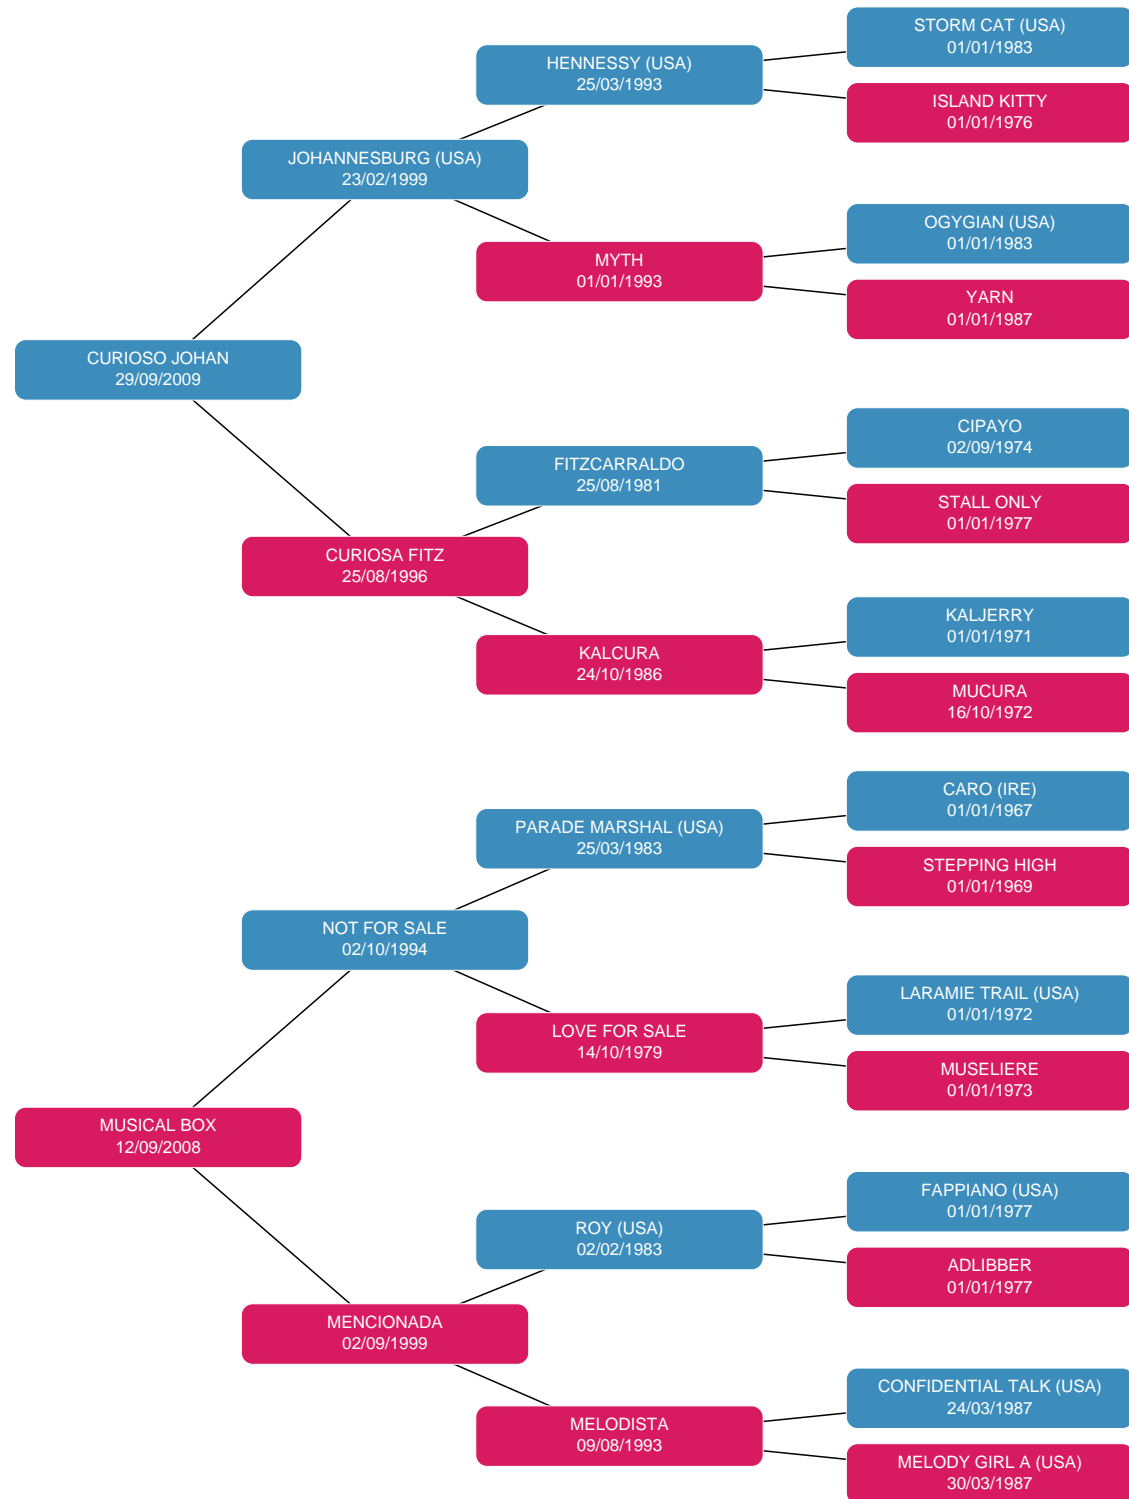 STORM CAT (USA)
01/01/1983
HENNESSY (USA)
25/03/1993
ISLAND KITTY
01/01/1976
JOHANNESBURG (USA)
23/02/1999
OGYGIAN (USA)
01/01/1983
MYTH
01/01/1993
YARN
01/01/1987
CURIOSO JOHAN
29/09/2009
CIPAYO
02/09/1974
FITZCARRALDO
25/08/1981
STALL ONLY
01/01/1977
CURIOSA FITZ
25/08/1996
KALJERRY
01/01/1971
KALCURA
24/10/1986
MUCURA
16/10/1972
CARO (IRE)
01/01/1967
PARADE MARSHAL (USA)
25/03/1983
STEPPING HIGH
01/01/1969
NOT FOR SALE
02/10/1994
LARAMIE TRAIL (USA)
01/01/1972
LOVE FOR SALE
14/10/1979
MUSELIERE
01/01/1973
MUSICAL BOX
12/09/2008
FAPPIANO (USA)
01/01/1977
ROY (USA)
02/02/1983
ADLIBBER
01/01/1977
MENCIONADA
02/09/1999
CONFIDENTIAL TALK (USA)
24/03/1987
MELODISTA
09/08/1993
MELODY GIRL A (USA)
30/03/1987